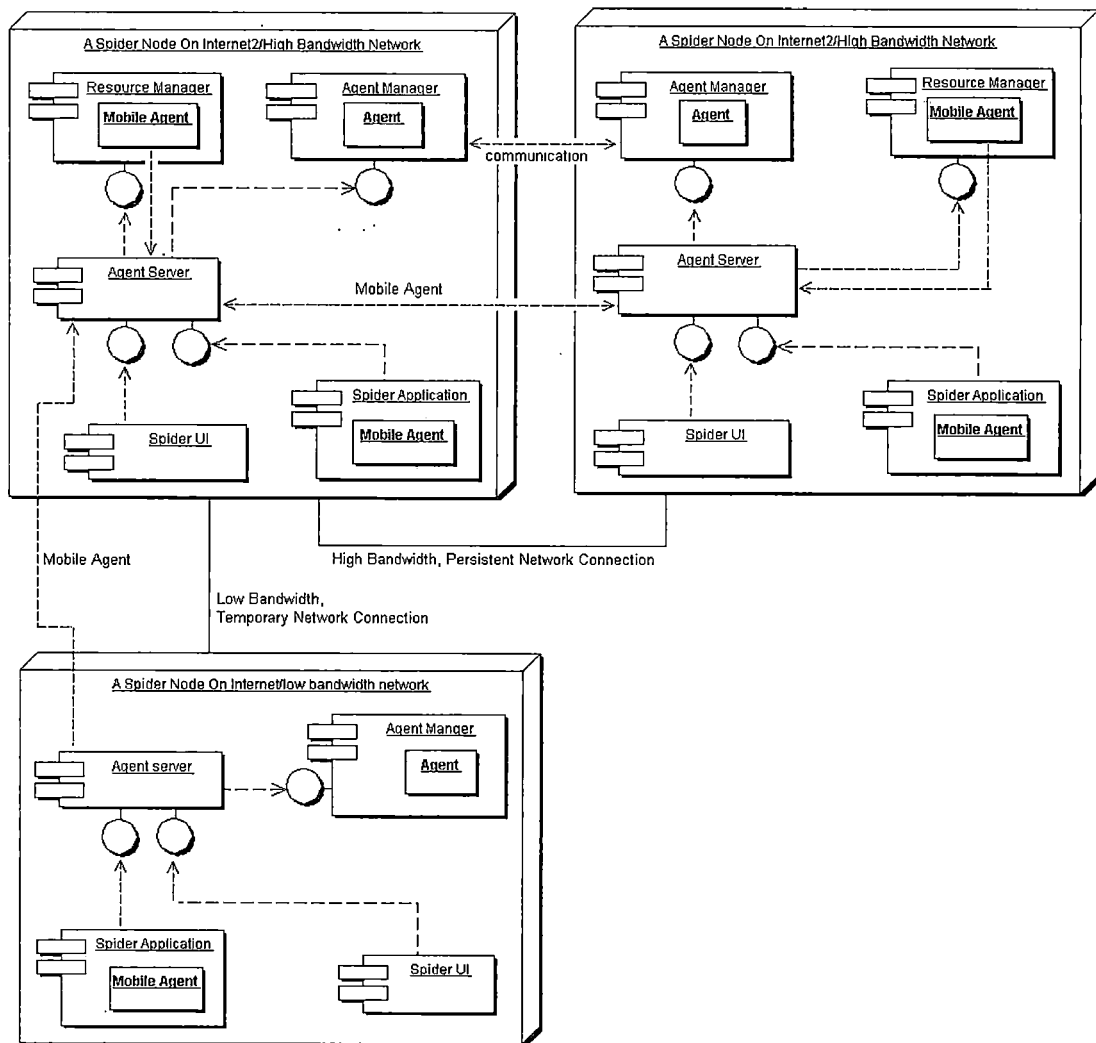 A Spider Node On Internet2/High Bandwidth Network
Resource Manager
Mobile Agent
Agent Manager
Agent
Agent Server
Spider UI
Spider Application
Mobile Agent
communication
Mobile Agent
A Spider Node On Internet2/High Bandwidth Network
Agent Manager
Agent
Resource Manager
Mobile Agent
Agent Server
Spider UI
Spider Application
Mobile Agent
Mobile Agent
High Bandwidth, Persistent Network Connection
Low Bandwidth,
Temporary Network Connection
A Spider Node On Internet/low bandwidth network
Agent Manger
Agent
Agent server
Spider Application
Mobile Agent
Spider UI